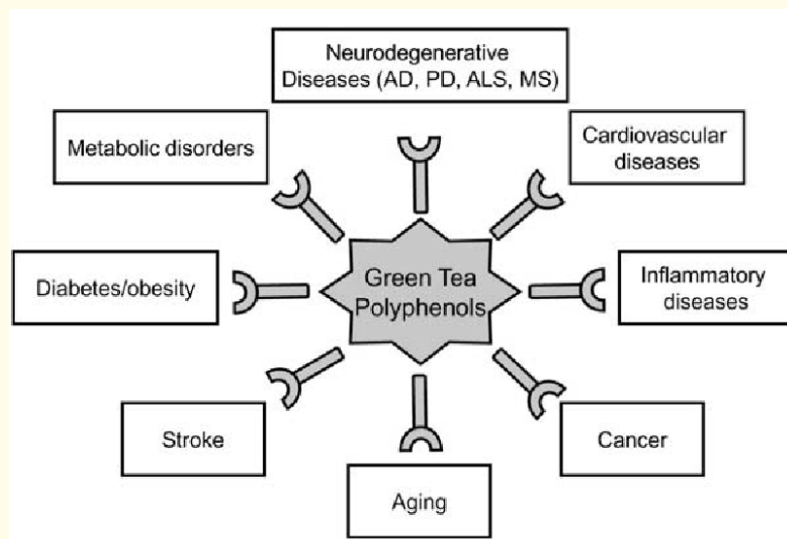 Neurodegenerative
Diseases (AD, PD, ALS, MS)
Metabolic disorders
Cardiovascular
diseases
Diabetes/obesity
Green Tea
Polyphenols
Inflammatory
diseases
Stroke
Cancer
Aging